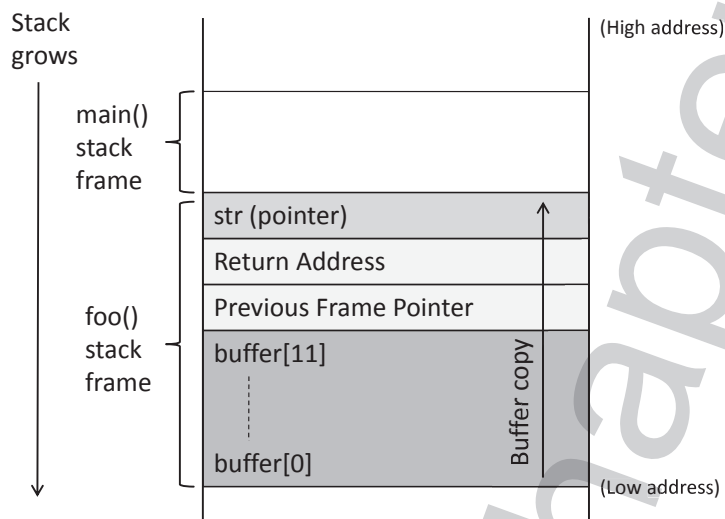 Stack
grows
(High address)
main()
stack
frame
str (pointer)
Return Address
Previous Frame Pointer
foo()
stack
frame
buffer[11]
buffer[0]
Buffer copy
(Low address)